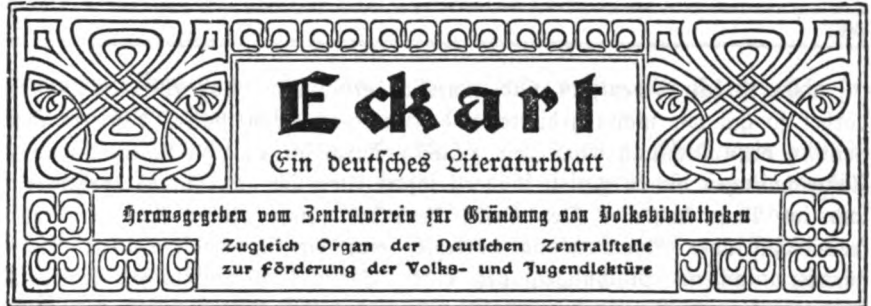 Eckart
Ein deutsches Literaturblatt
Herausgegeben vom Zentralverein zur Gründung von Volksbibliotheken
Zugleich Organ der Deutschen Zentralstelle
zur Förderung der Volks- und Jugendlektüre